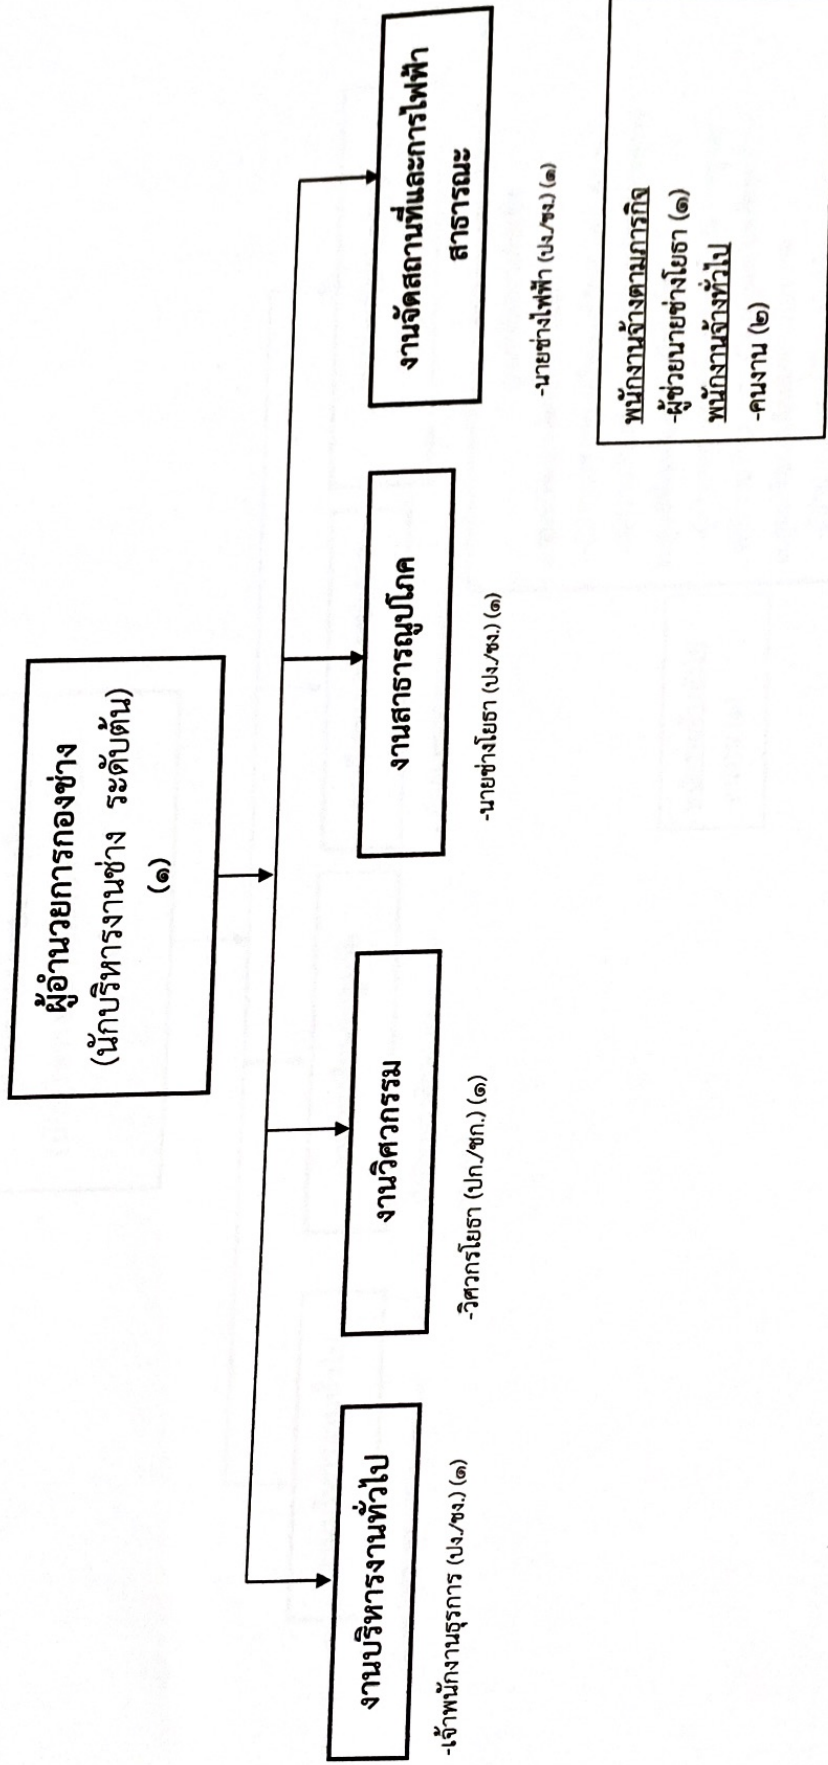 ผู้อำนวยการกองช่าง
(นักบริหารงานช่าง ระดับต้น)
(๑)
งานบริหารงานทั่วไป
-เจ้าพนักงานธุรการ (ปง./ชง.) (๑)
งานวิศวกรรม
-วิศวกรโยธา (ปก./ชก.) (๑)
งานสาธารณูปโภค
-นายช่างโยธา (ปง./ชง.) (๑)
งานจัดสถานที่และการไฟฟ้า
สาธารณะ
-นายช่างไฟฟ้า (ปง./ชง.) (๑)
พนักงานจ้างตามภารกิจ
-ผู้ช่วยนายช่างโยธา (๑)
พนักงานจ้างทั่วไป
-คนงาน (๒)